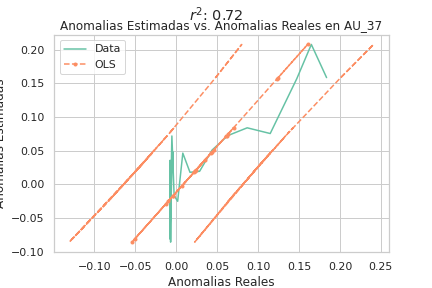 r²: 0.72
Anomalias Estimadas vs. Anomalias Reales en AU_37
Data
OLS
0.20
0.15
0.10
0.05
0.00
−0.05
−0.10
−0.10 −0.05 0.00 0.05 0.10 0.15 0.20 0.25
Anomalias Reales